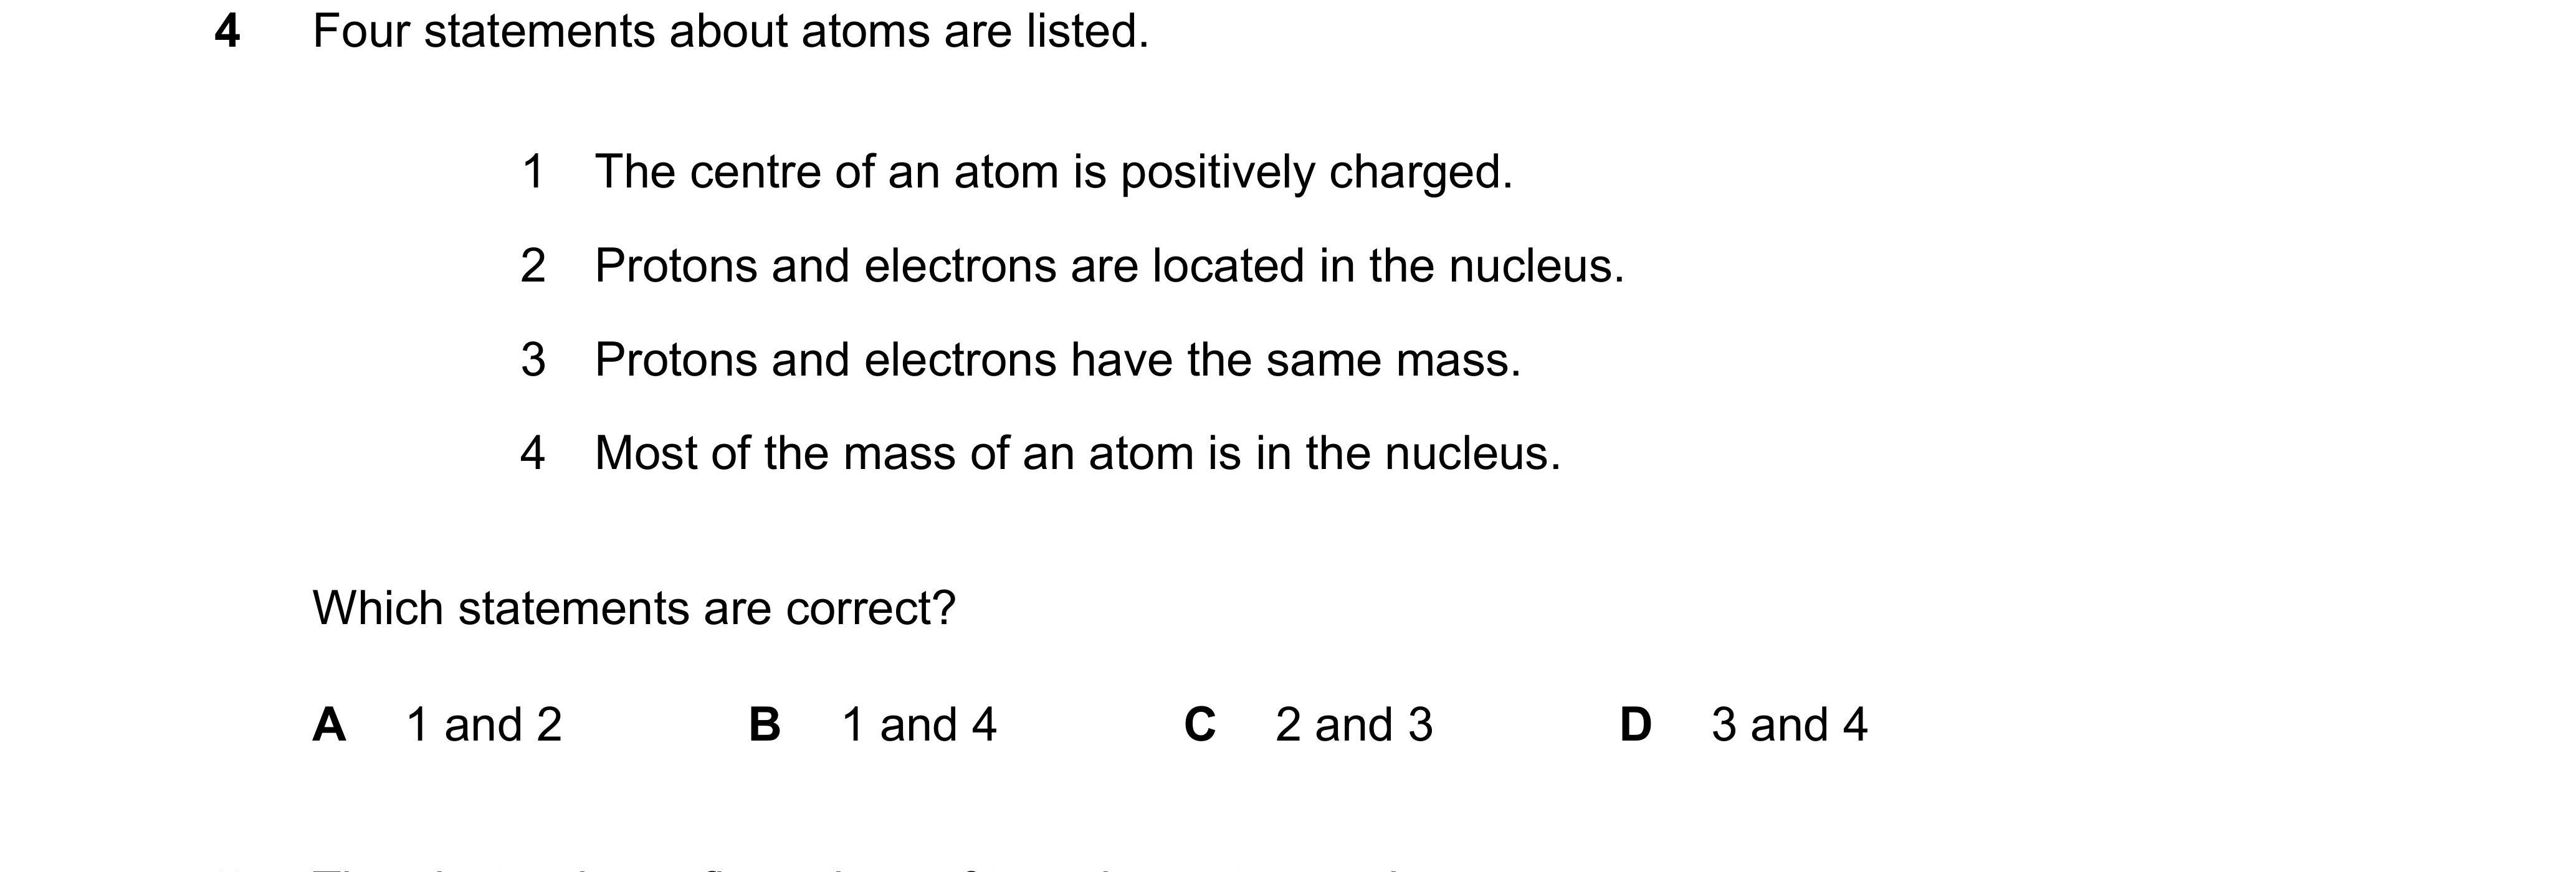 4 Four statements about atoms are listed.
1 The centre of an atom is positively charged.
2 Protons and electrons are located in the nucleus.
3 Protons and electrons have the same mass.
4 Most of the mass of an atom is in the nucleus.
Which statements are correct?
A 1 and 2 B 1 and 4 C 2 and 3 D 3 and 4